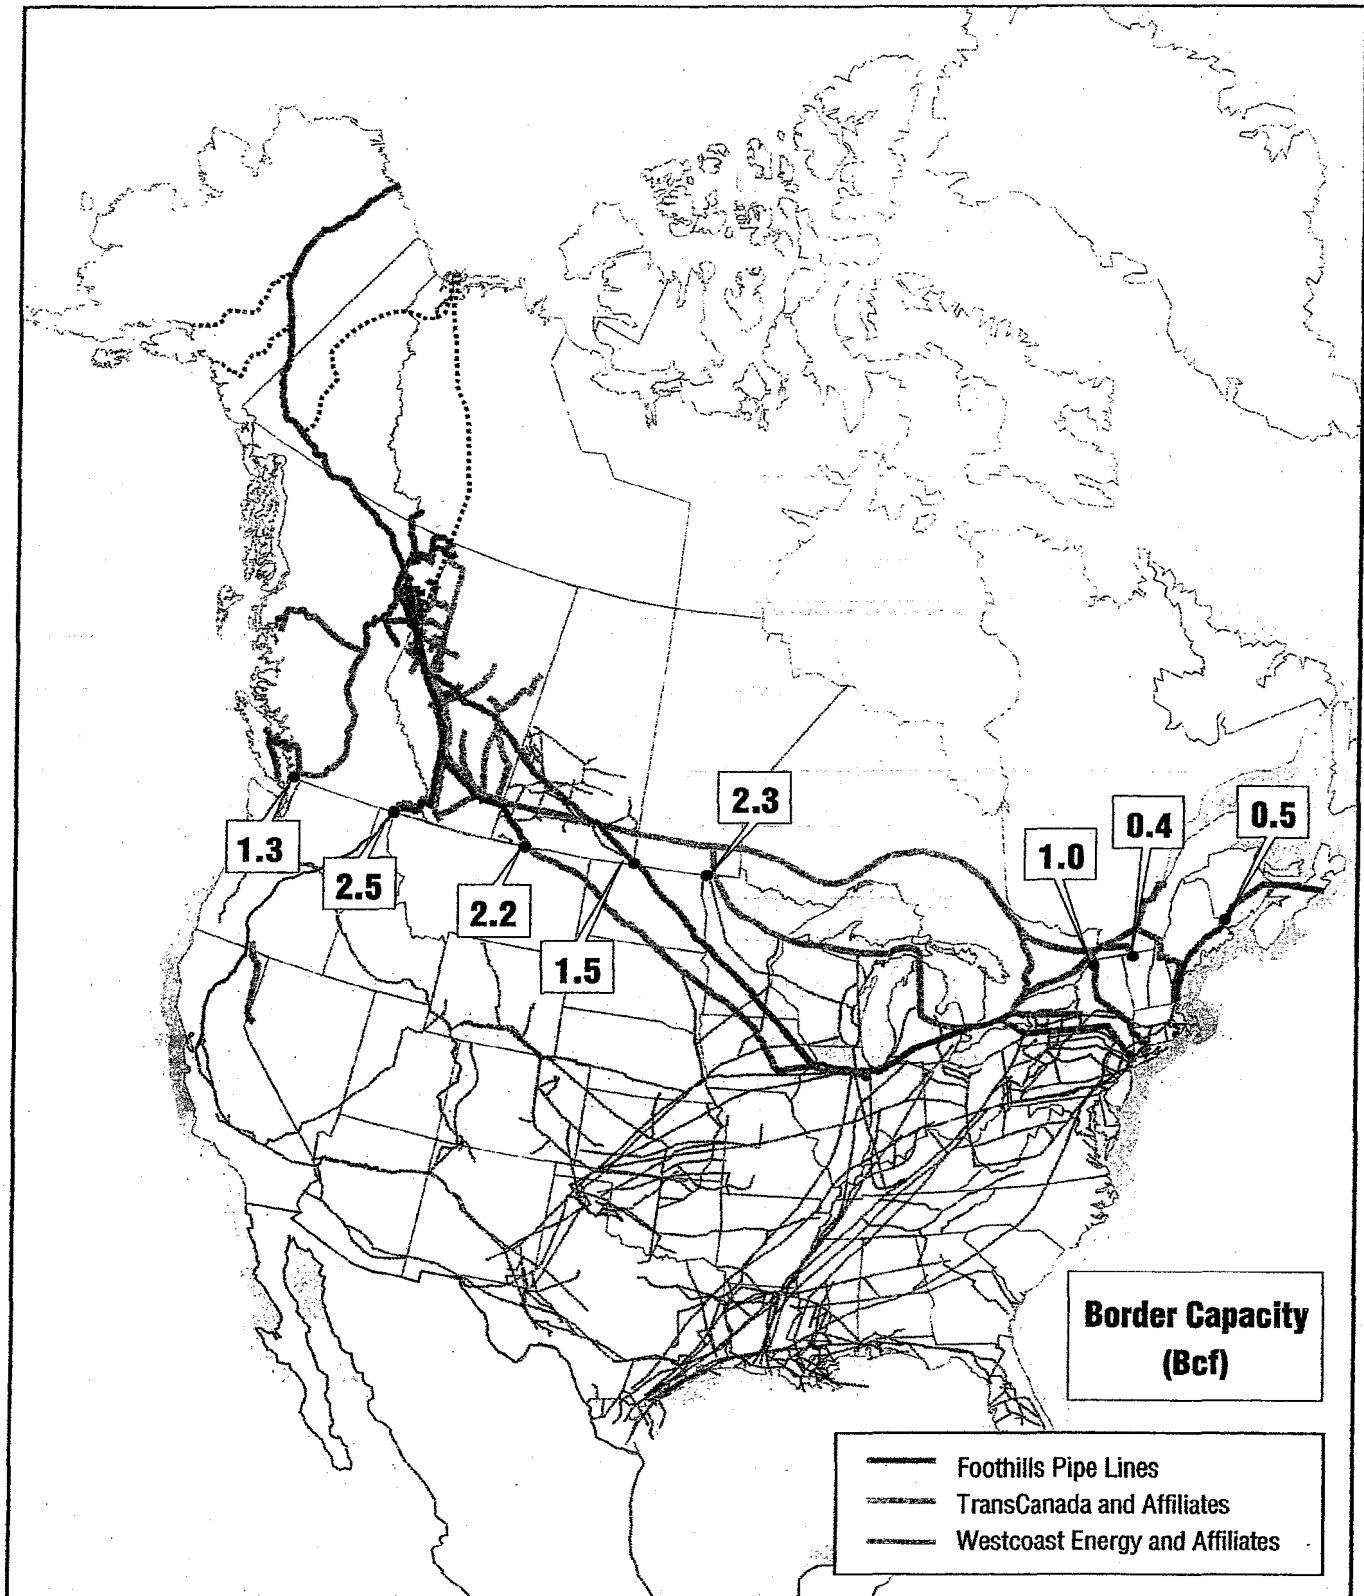 2.3
0.5
0.4
1.0
1.3
2.5
2.2
1.5
Border Capacity
(Bcf)
Foothills Pipe Lines
TransCanada and Affiliates
Westcoast Energy and Affiliates